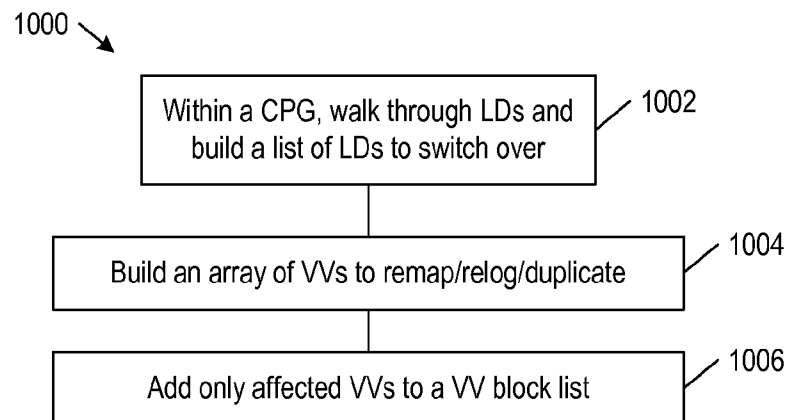 1000
Within a CPG, walk through LDs and
build a list of LDs to switch over
1002
Build an array of VVs to remap/relog/duplicate
1004
Add only affected VVs to a VV block list
1006